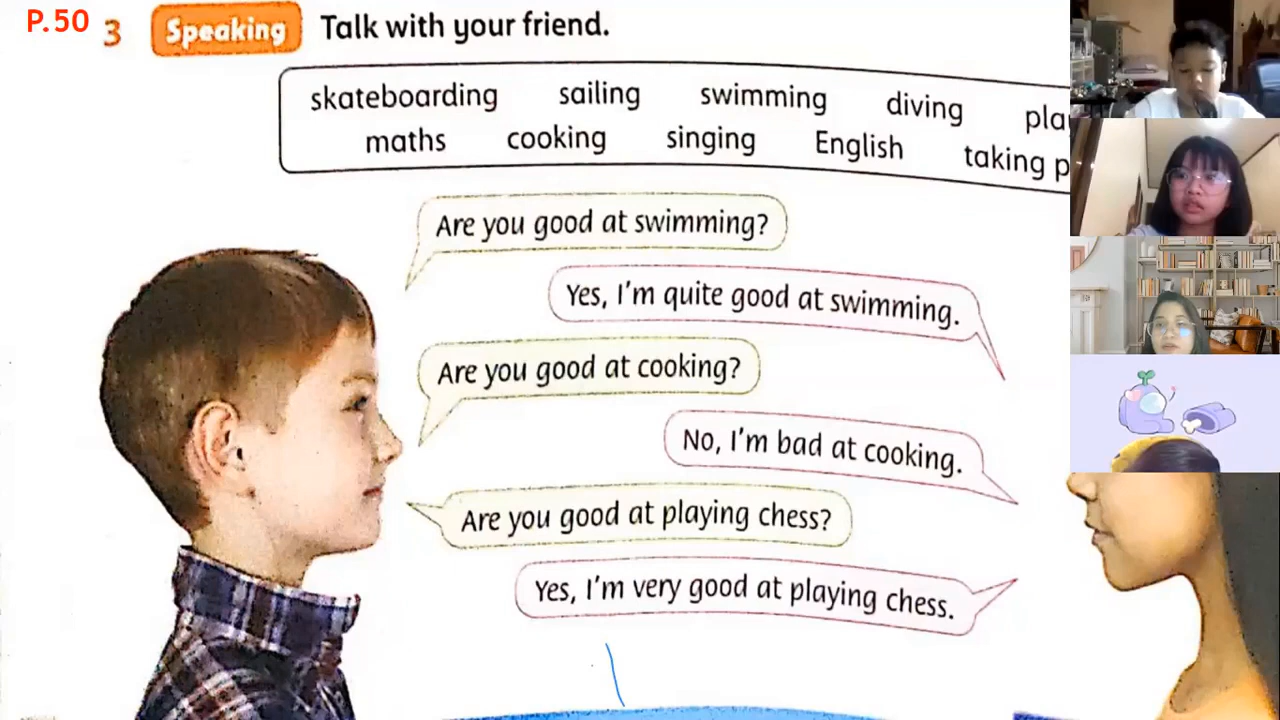 P.50
3 Speaking Talk with your friend.
skateboarding sailing swimming diving
maths cooking singing English taking
Are you good at swimming?
Yes, I'm quite good at swimming.
Are you good at cooking?
No, I'm bad at cooking.
Are you good at playing chess?
Yes, I'm very good at playing chess.